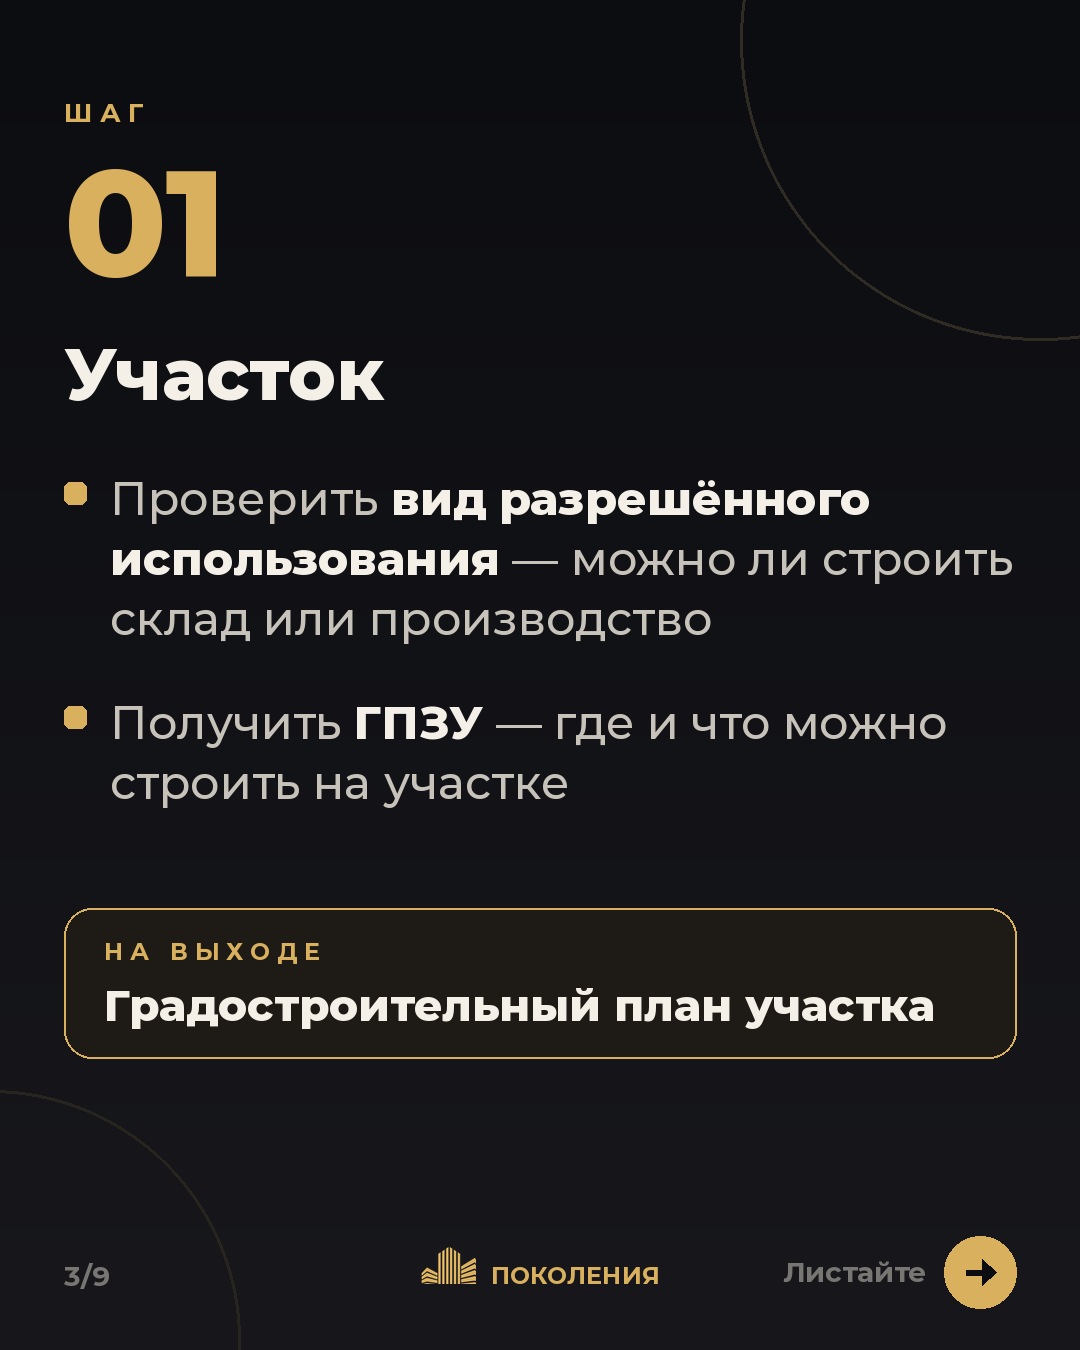 ШАГ
01
Участок
Проверить вид разрешённого
использования — можно ли строить
склад или производство
Получить ГПЗУ — где и что можно
строить на участке
НА ВЫХОДЕ
Градостроительный план участка
3/9
ПОКОЛЕНИЯ
Листайте